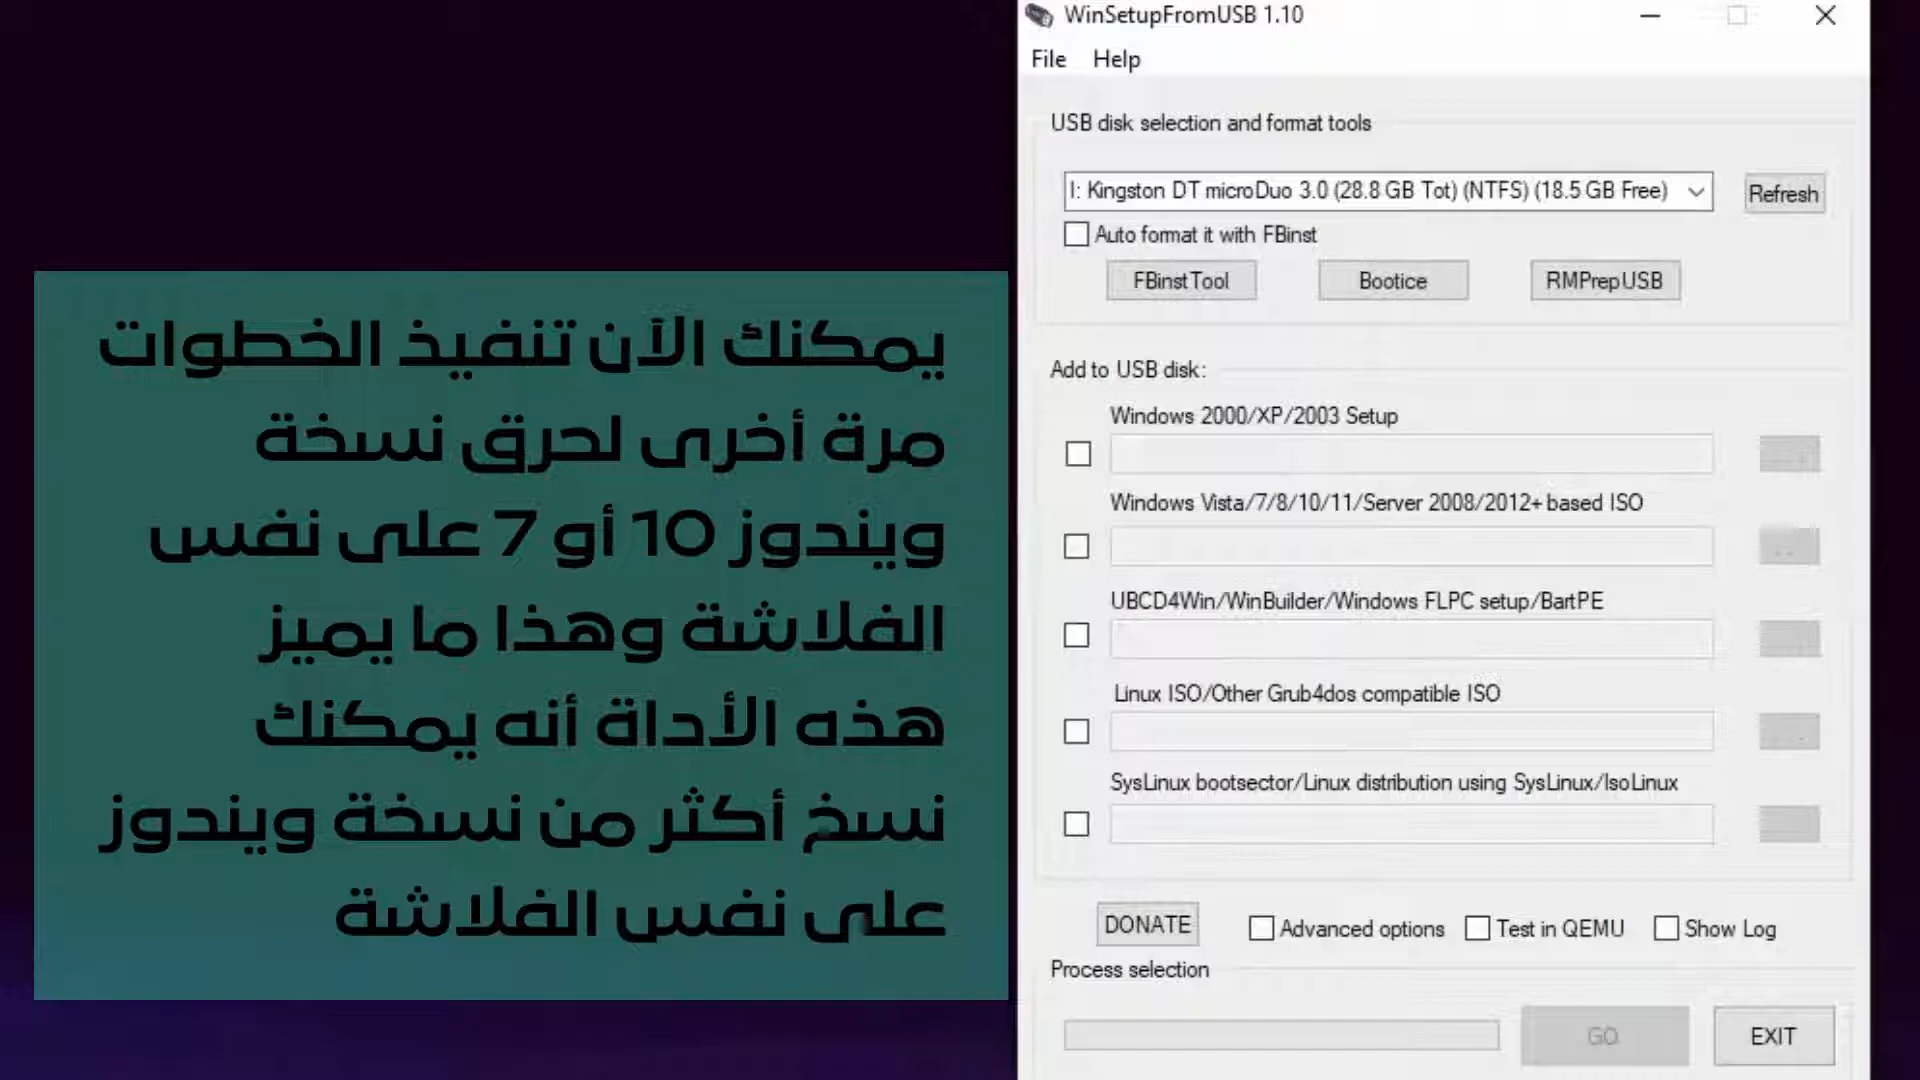 WinSetupFromUSB 1.10
File Help
USB disk selection and format tools
I: Kingston DT microDuo 3.0 (28.8 GB Tot) (NTFS) (18.5 GB Free)
Refresh
Auto format it with FBinst
FBinstTool
Bootice
RMPrepUSB
Add to USB disk:
Windows 2000/XP/2003 Setup
Windows Vista/7/8/10/11/Server 2008/2012+ based ISO
UBCD4Win/WinBuilder/Windows FLPC setup/BartPE
Linux ISO/Other Grub4dos compatible ISO
SysLinux bootsector/Linux distribution using SysLinux/IsoLinux
DONATE
Advanced options
Test in QEMU
Show Log
Process selection
GO
EXIT
يمكنك الآن تنفيذ الخطوات
مرة أخرى لحرق نسخة
ويندوز 10 أو 7 على نفس
الفلاشة وهذا ما يميز
هذه الأداة أنه يمكنك
نسخ أكثر من نسخة ويندوز
على نفس الفلاشة